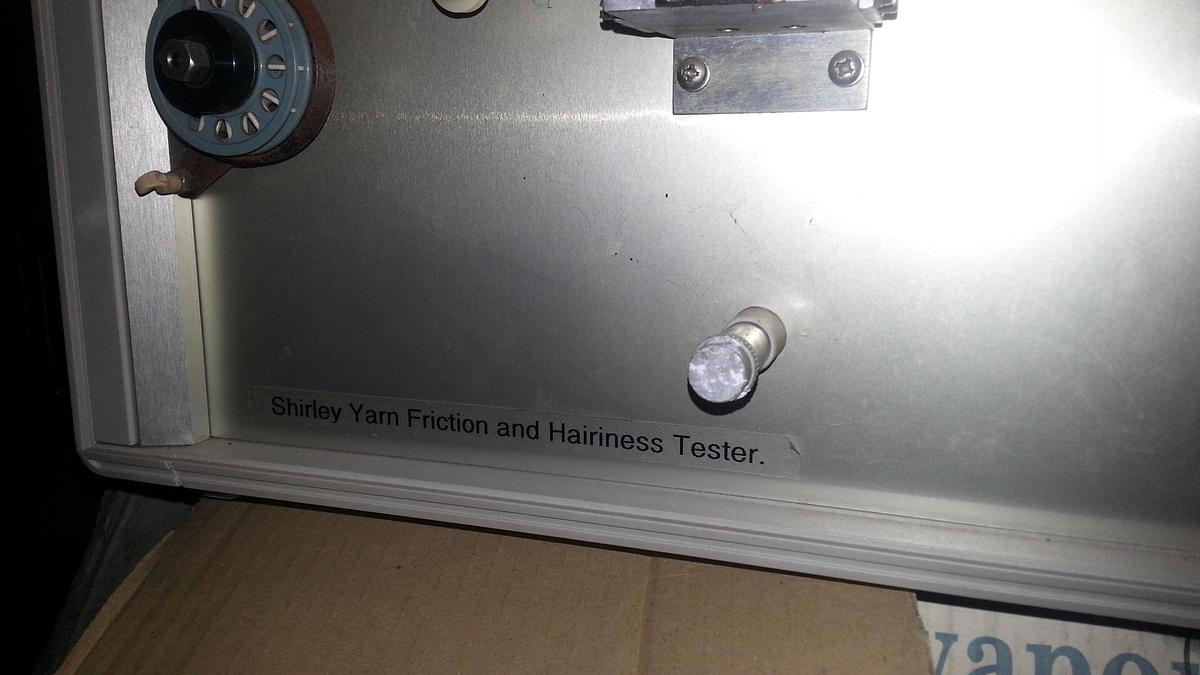 Shirley Yarn Friction and Hairiness Tester.